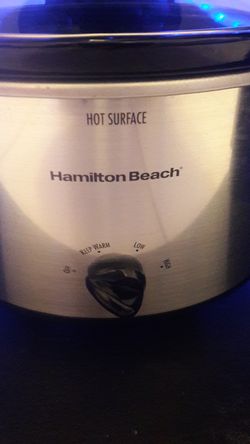 HOT SURFACE
Hamilton Beach®
KEEP WARM
LOW